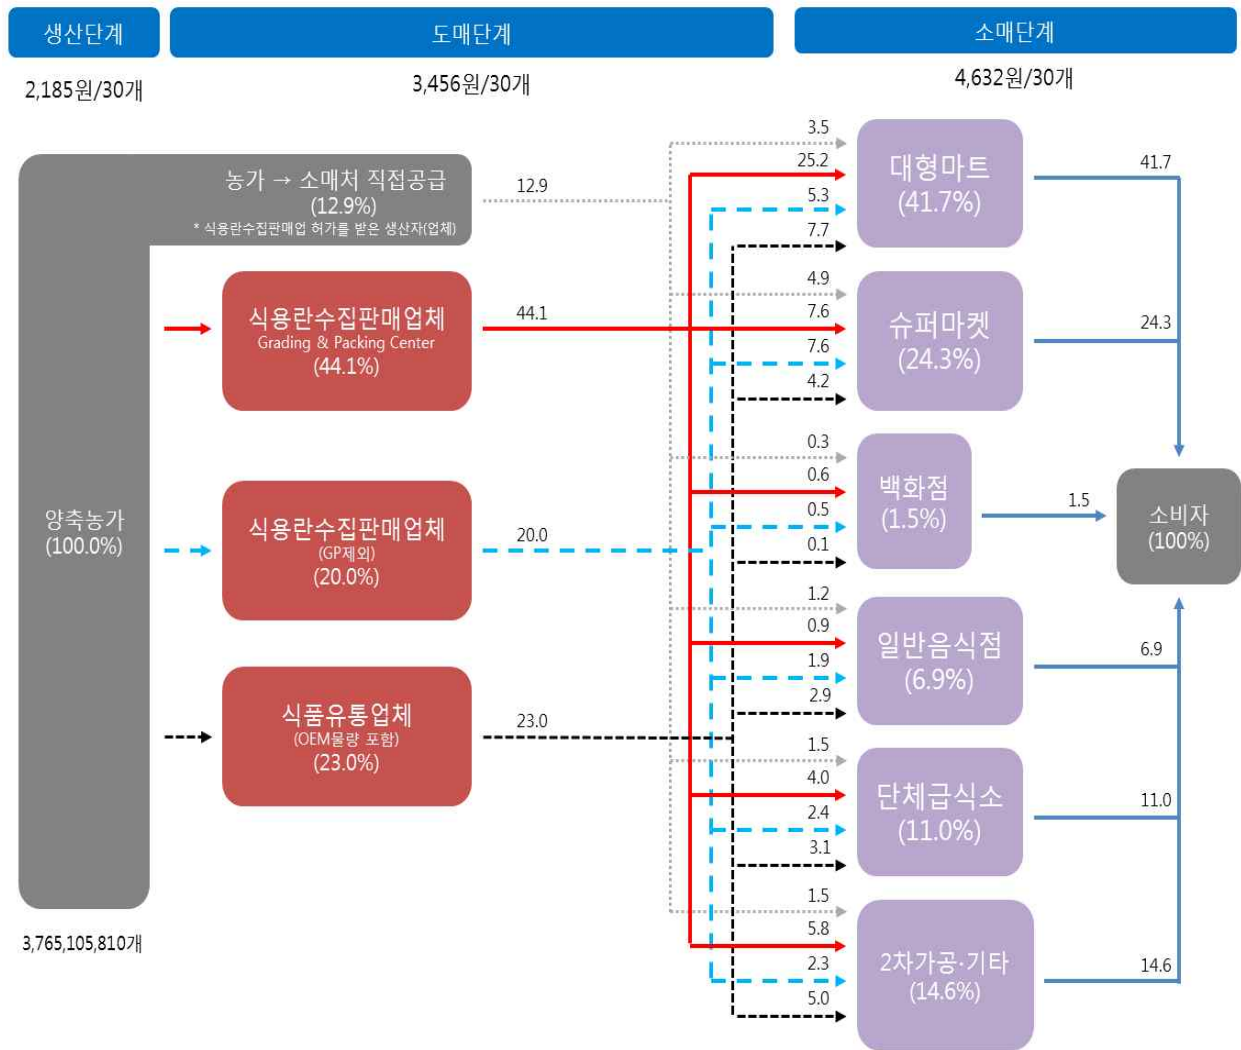 생산단계
도매단계
소매단계
2,185원/30개
3,456원/30개
4,632원/30개
농가 → 소매처 직접공급
(12.9%)
* 식용란수집판매업 허가를 받은 생산자(업체)
12.9
식용란수집판매업체
Grading & Packing Center
(44.1%)
44.1
양축농가
(100.0%)
식용란수집판매업체
(GP제외)
(20.0%)
20.0
식품유통업체
(OEM물량 포함)
(23.0%)
23.0
3,765,105,810개
3.5
25.2
5.3
7.7
대형마트
(41.7%)
41.7
4.9
7.6
7.6
4.2
슈퍼마켓
(24.3%)
24.3
0.3
0.6
0.5
0.1
백화점
(1.5%)
1.5
소비자
(100%)
1.2
0.9
1.9
2.9
일반음식점
(6.9%)
6.9
1.5
4.0
2.4
3.1
단체급식소
(11.0%)
11.0
1.5
5.8
2.3
5.0
2차가공·기타
(14.6%)
14.6